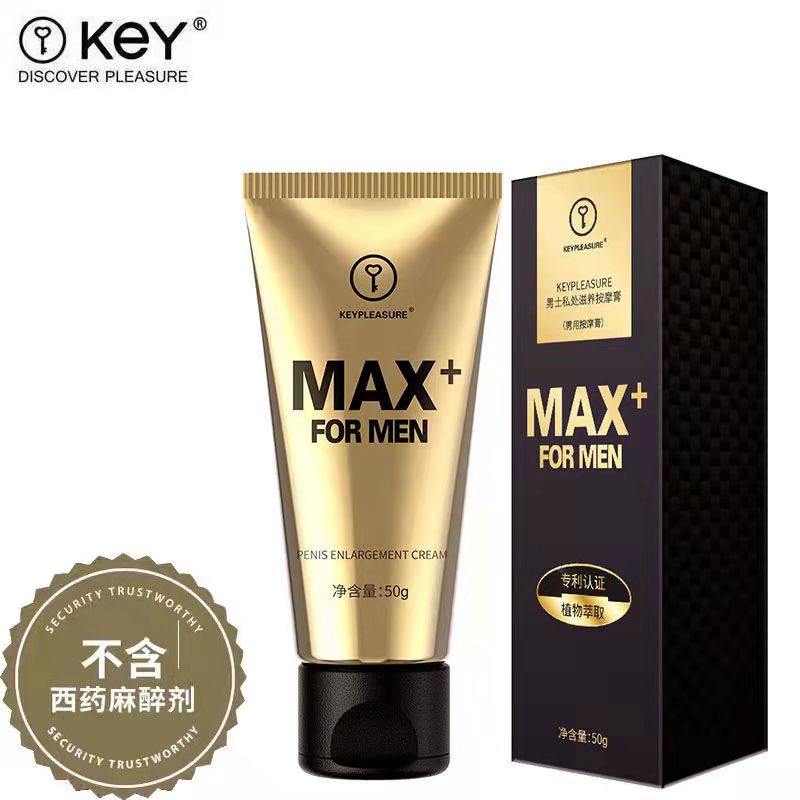 Key®
DISCOVER PLEASURE
KEYPLEASURE®
MAX+
FOR MEN
PENIS ENLARGEMENT CREAM
净含量:50g
KEYPLEASURE®
KEYPLEASURE
男士私处滋养按摩膏
(男用按摩膏)
MAX+
FOR MEN
专利认证
植物萃取
净含量:50g
SECURITY TRUSTWORTHY
不含
西药麻醉剂
SECURITY TRUSTWORTHY